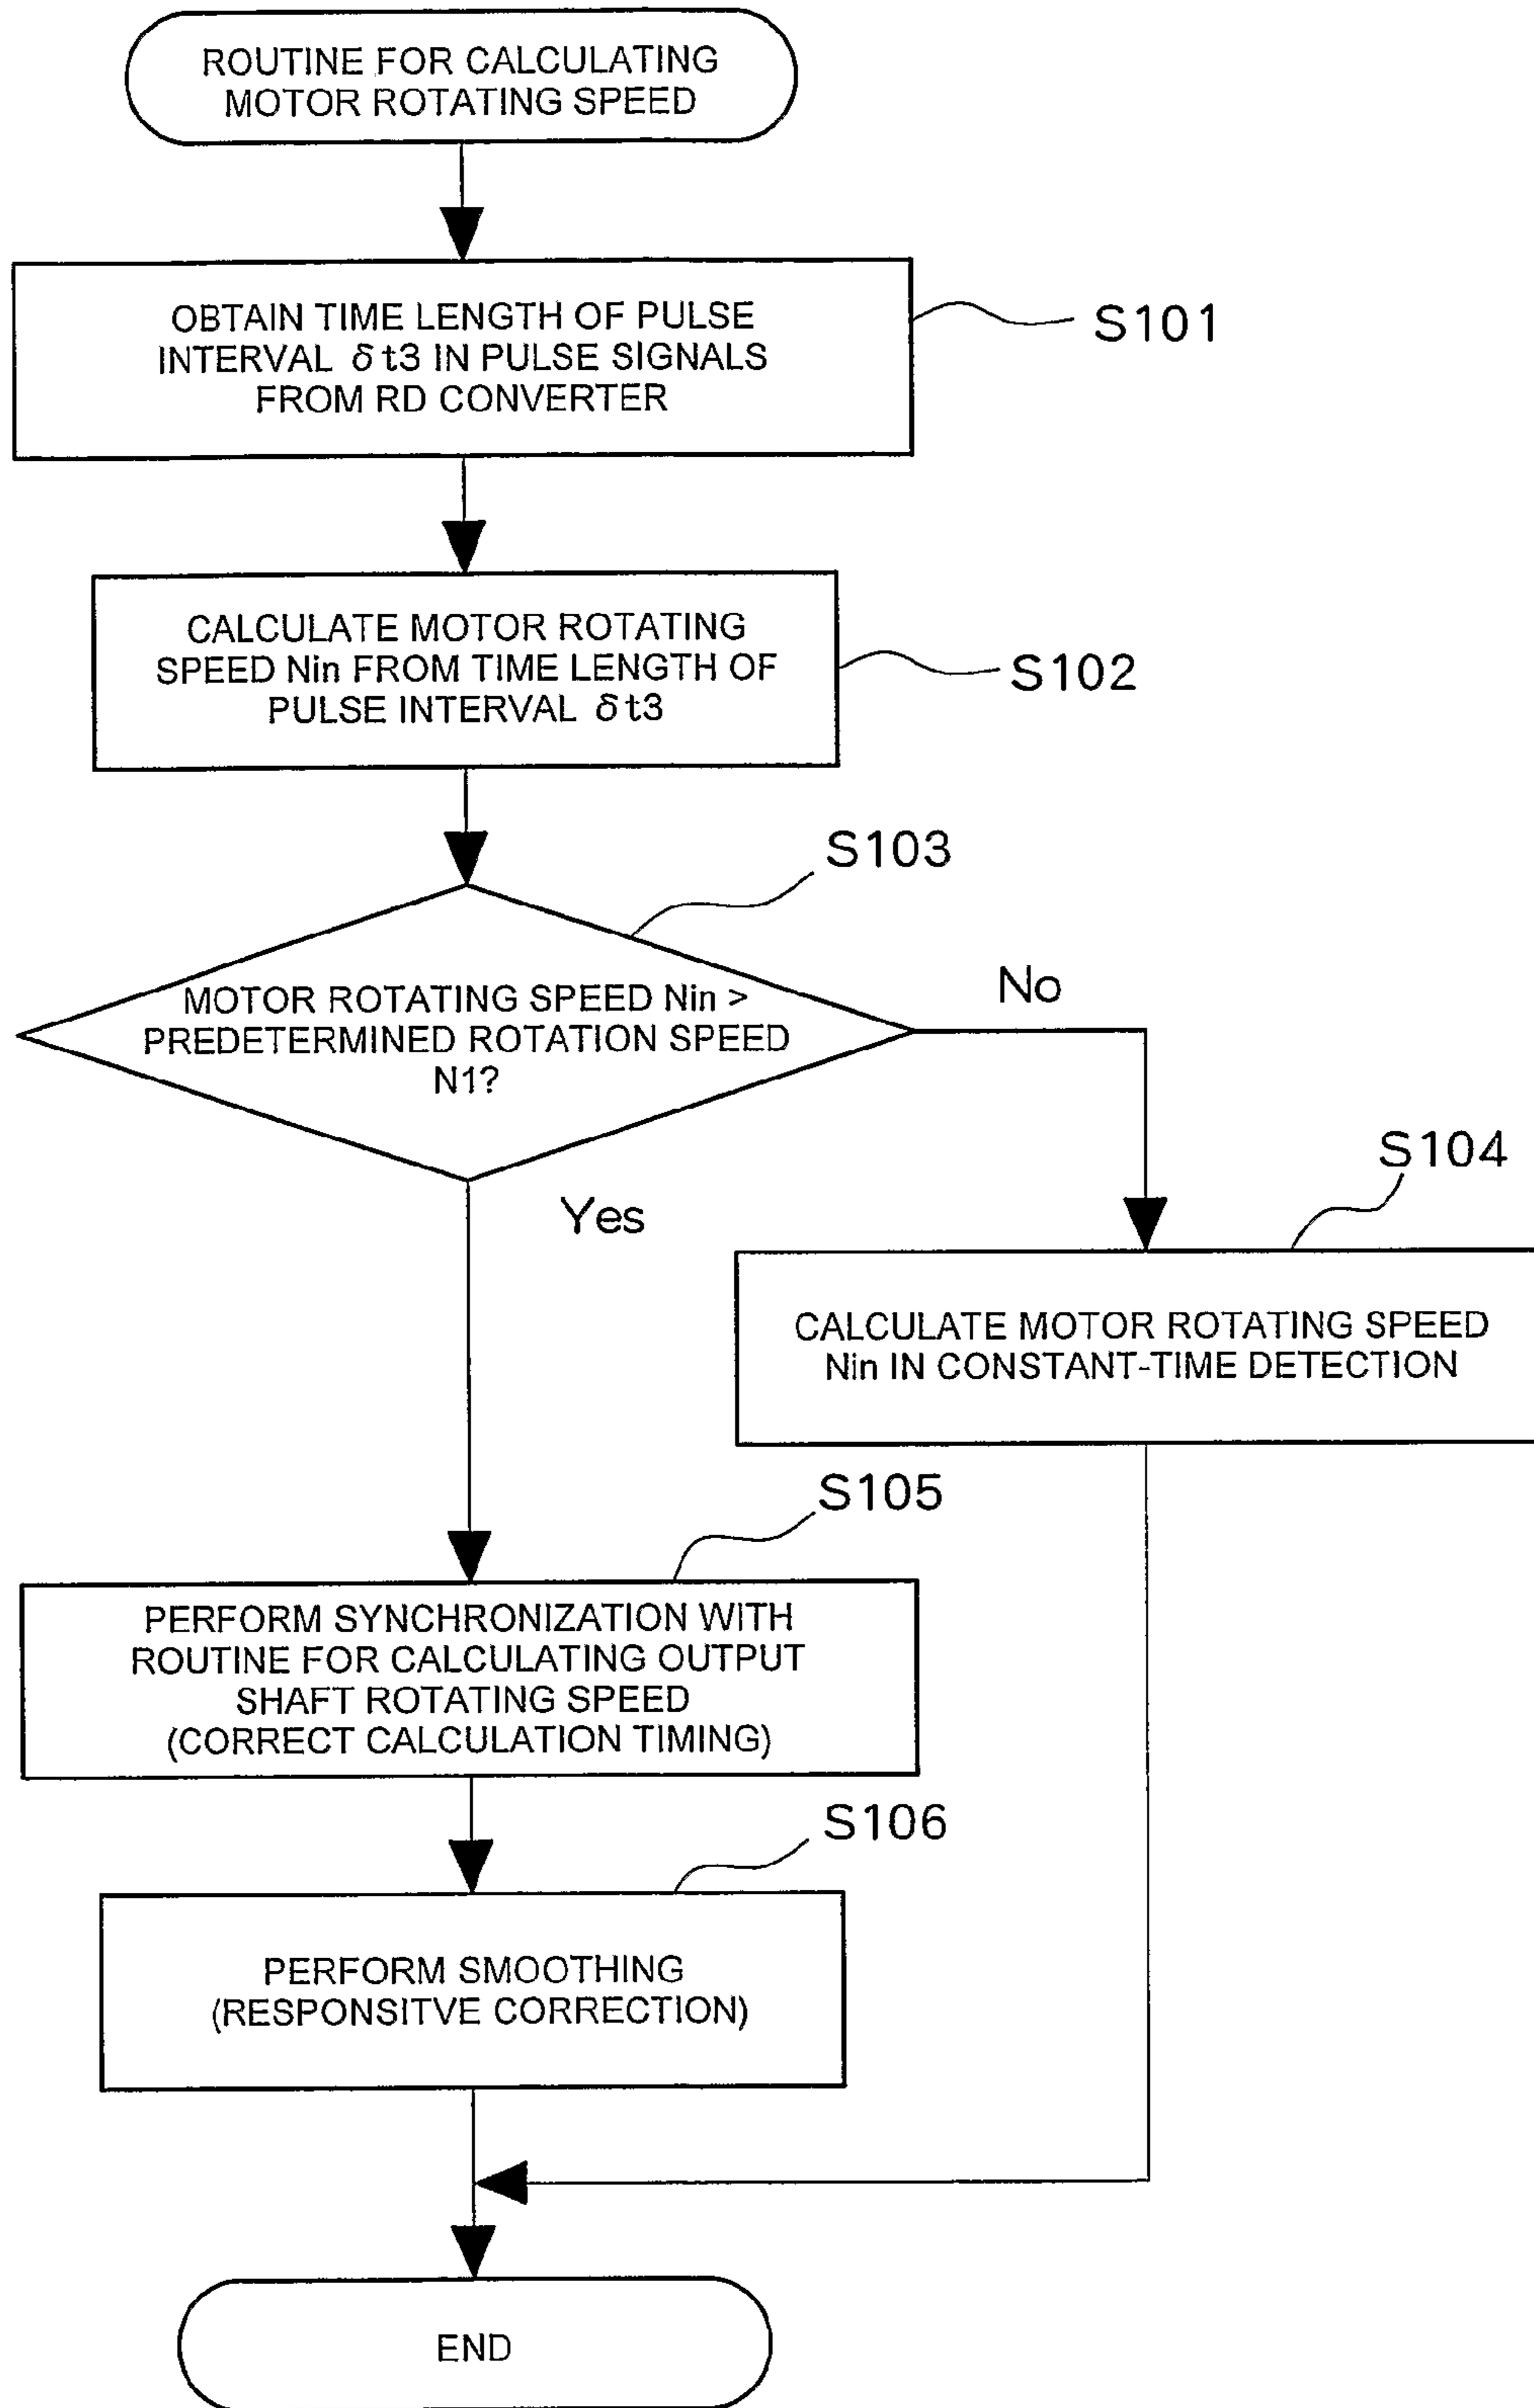 ROUTINE FOR CALCULATING
MOTOR ROTATING SPEED
OBTAIN TIME LENGTH OF PULSE
INTERVAL δt3 IN PULSE SIGNALS
FROM RD CONVERTER
S101
CALCULATE MOTOR ROTATING
SPEED Nin FROM TIME LENGTH OF
PULSE INTERVAL δt3
S102
S103
MOTOR ROTATING SPEED Nin >
PREDETERMINED ROTATION SPEED
N1?
No
Yes
S104
CALCULATE MOTOR ROTATING SPEED
Nin IN CONSTANT-TIME DETECTION
S105
PERFORM SYNCHRONIZATION WITH
ROUTINE FOR CALCULATING OUTPUT
SHAFT ROTATING SPEED
(CORRECT CALCULATION TIMING)
S106
PERFORM SMOOTHING
(RESPONSITVE CORRECTION)
END